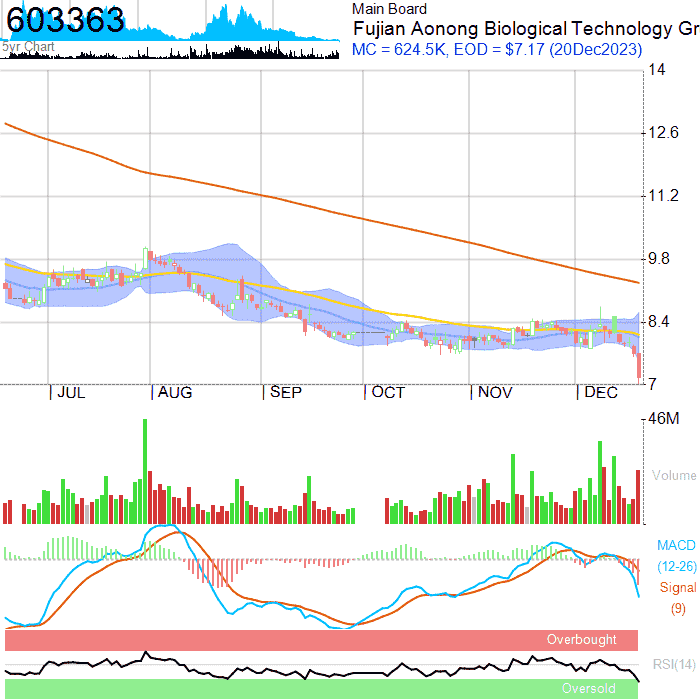 603363
5yr Chart
Main Board
Fujian Aonong Biological Technology Gr
MC = 624.5K, EOD = $7.17 (20Dec2023)
14
12.6
11.2
9.8
8.4
7
JUL AUG SEP OCT NOV DEC
46M
Volume
MACD
(12-26)
Signal
(9)
Overbought
RSI(14)
Oversold